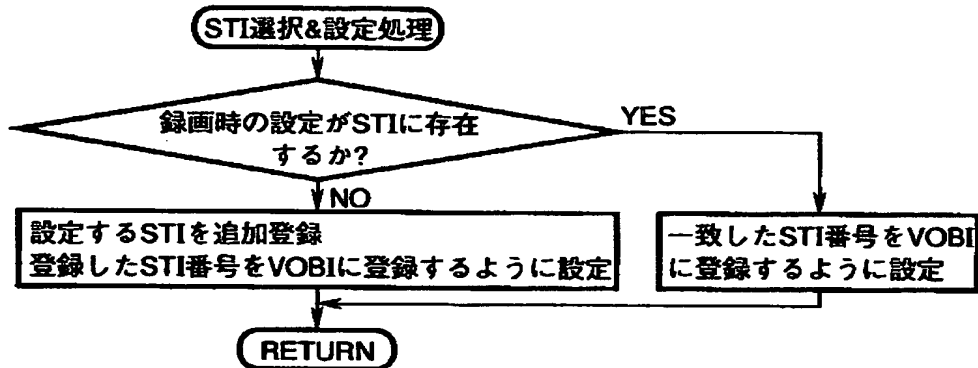 STI選択&設定処理
録画時の設定がSTIに存在
するか?
YES
NO
設定するSTIを追加登録
登録したSTI番号をVOBIに登録するように設定
一致したSTI番号をVOBI
に登録するように設定
RETURN